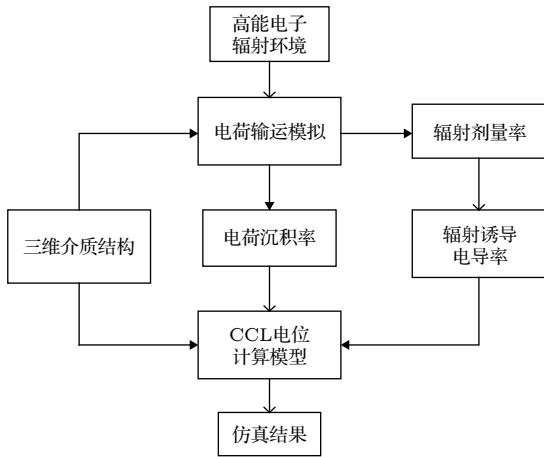 高能电子
辐射环境
电荷输运模拟
辐射剂量率
三维介质结构
电荷沉积率
辐射诱导
电导率
CCL电位
计算模型
仿真结果